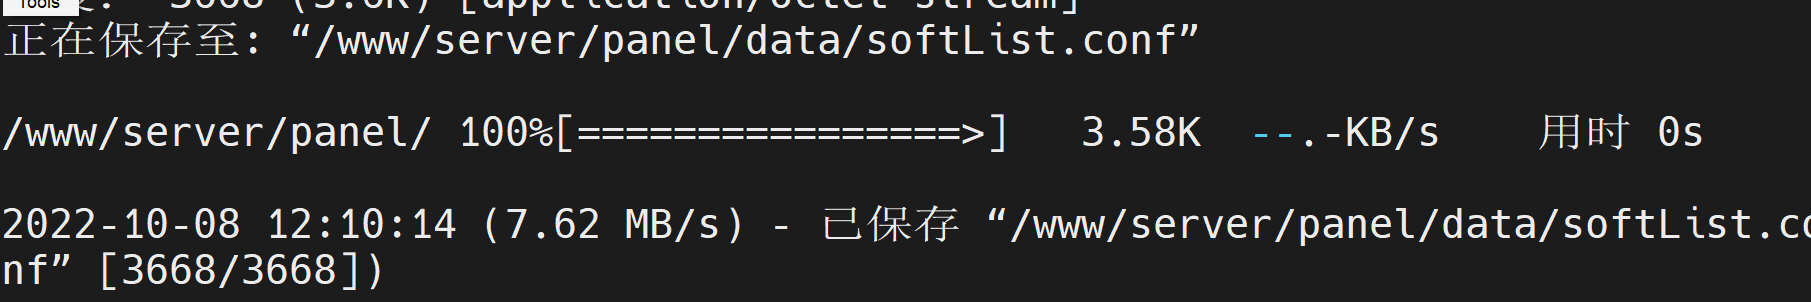 Tools
3668 (3.6K) [application/octet-stream]
正在保存至: “/www/server/panel/data/softList.conf”
/www/server/panel/ 100%[================>] 3.58K --.-KB/s 用时 0s
2022-10-08 12:10:14 (7.62 MB/s) - 已保存 “/www/server/panel/data/softList.co
nf” [3668/3668])